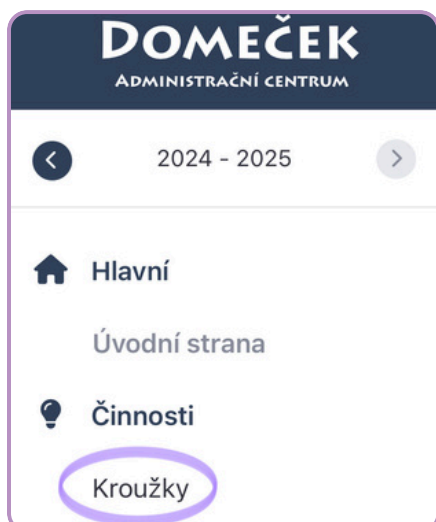 DOMEČEK
ADMINISTRAČNÍ CENTRUM
2024 - 2025
Hlavní
Úvodní strana
Činnosti
Kroužky